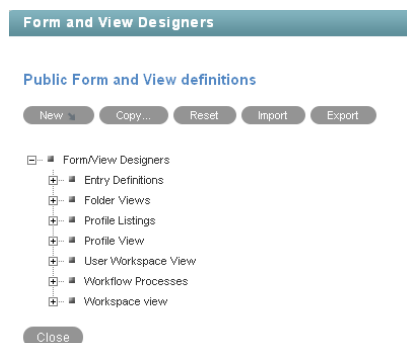 Form and View Designers
Public Form and View definitions
New Copy... Reset Import Export
Form/View Designers
Entry Definitions
Folder Views
Profile Listings
Profile View
User Workspace View
Workflow Processes
Workspace view
Close